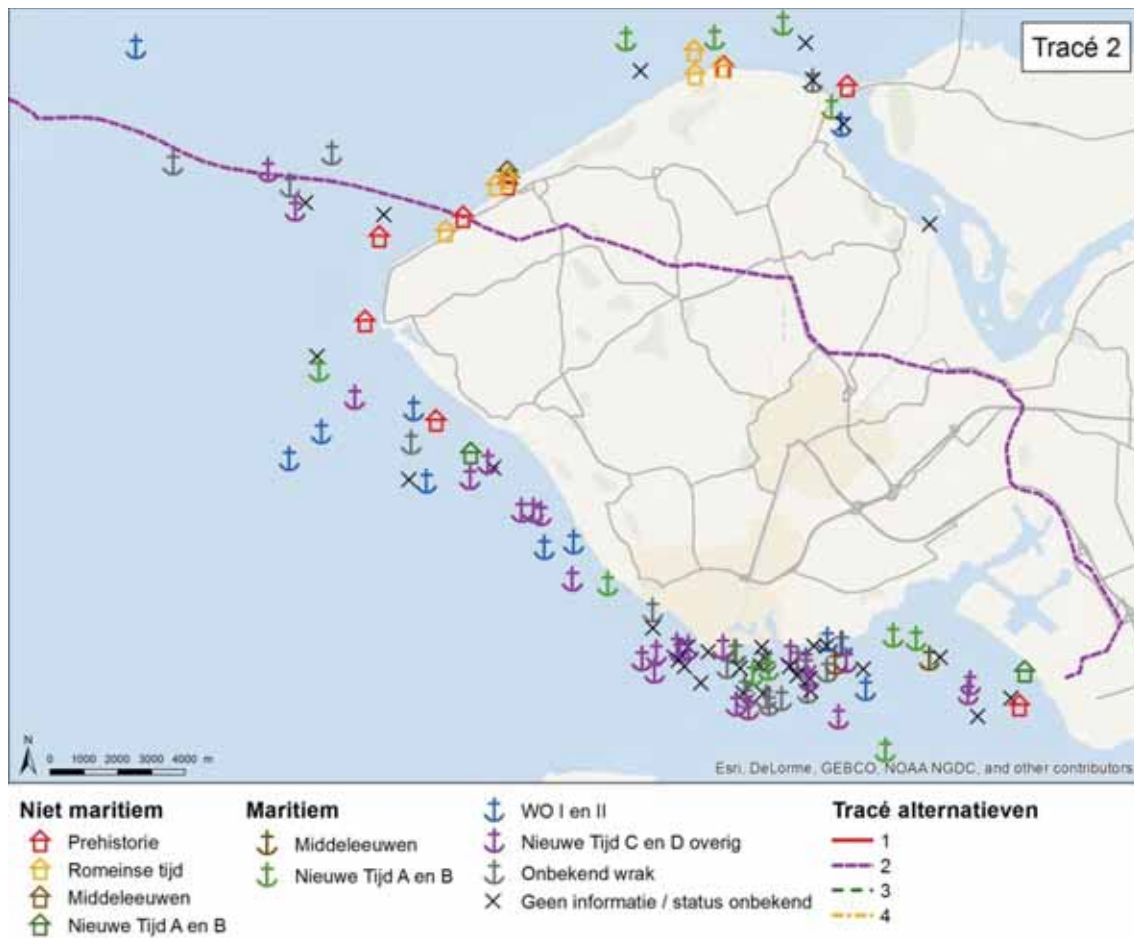 Tracé 2
N
0 1000 2000 3000 4000 m
Esri, DeLorme, GEBCO, NOAA NGDC, and other contributors
Niet maritiem
Prehistorie
Romeinse tijd
Middeleeuwen
Nieuwe Tijd A en B
Maritiem
Middeleeuwen
Nieuwe Tijd A en B
WO I en II
Nieuwe Tijd C en D overig
Onbekend wrak
Geen informatie / status onbekend
Tracé alternatieven
1
2
3
4